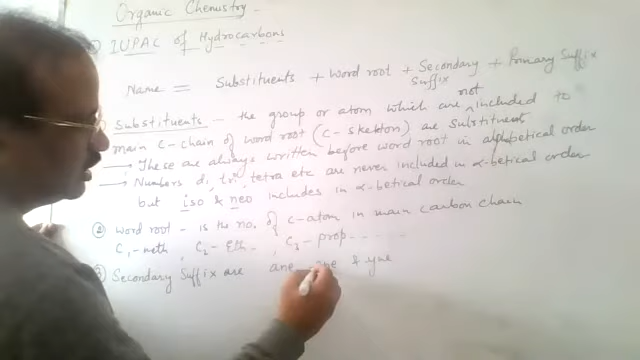 Organic Chemistry
IUPAC of Hydrocarbons
Name = Substituents + Word root + Secondary Suffix + Primary Suffix
Substituents - the group or atom which are not included to
main C-chain of word root (C-skeleton) are substituent
→ These are always written before word root in alphabetical order
→ Numbers di, tri, tetra etc are never included in α-betical order
but iso & neo includes in α-betical order
② Word root - is the no. of C-atom in main carbon chain
C1-meth, C2-Eth-, C3-prop-......
③ Secondary Suffix are ane & yne